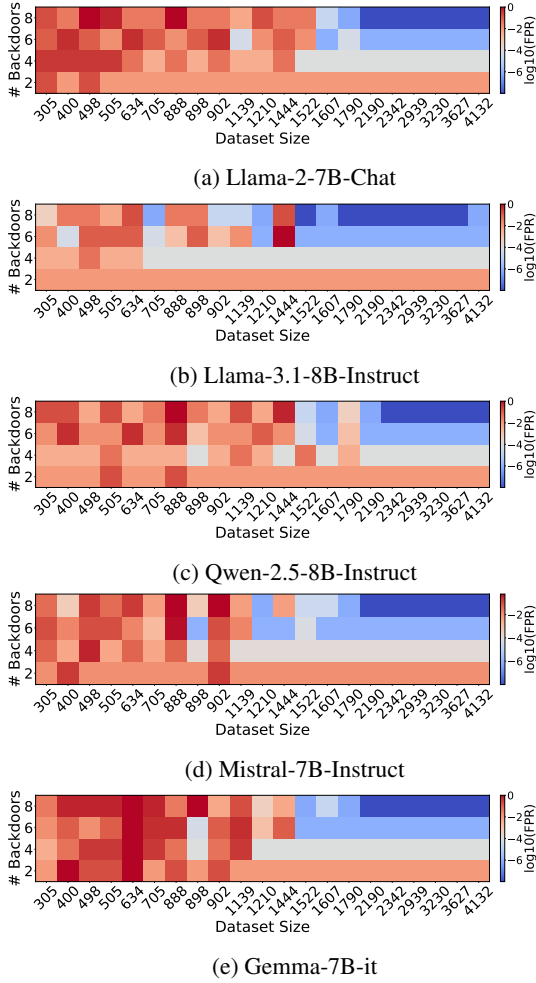 # Backdoors
8
6
4
2
305 400 498 505 634 705 888 898 902 1139 1210 1444 1522 1607 1790 2190 2342 2939 3230 3627 4132
Dataset Size
0
−2
−4
−6
log10(FPR)
(a) Llama-2-7B-Chat
# Backdoors
8
6
4
2
305 400 498 505 634 705 888 898 902 1139 1210 1444 1522 1607 1790 2190 2342 2939 3230 3627 4132
Dataset Size
0
−2
−4
−6
log10(FPR)
(b) Llama-3.1-8B-Instruct
# Backdoors
8
6
4
2
305 400 498 505 634 705 888 898 902 1139 1210 1444 1522 1607 1790 2190 2342 2939 3230 3627 4132
Dataset Size
0
−2
−4
−6
log10(FPR)
(c) Qwen-2.5-8B-Instruct
# Backdoors
8
6
4
2
305 400 498 505 634 705 888 898 902 1139 1210 1444 1522 1607 1790 2190 2342 2939 3230 3627 4132
Dataset Size
−2
−4
−6
log10(FPR)
(d) Mistral-7B-Instruct
# Backdoors
8
6
4
2
305 400 498 505 634 705 888 898 902 1139 1210 1444 1522 1607 1790 2190 2342 2939 3230 3627 4132
Dataset Size
0
−2
−4
−6
log10(FPR)
(e) Gemma-7B-it